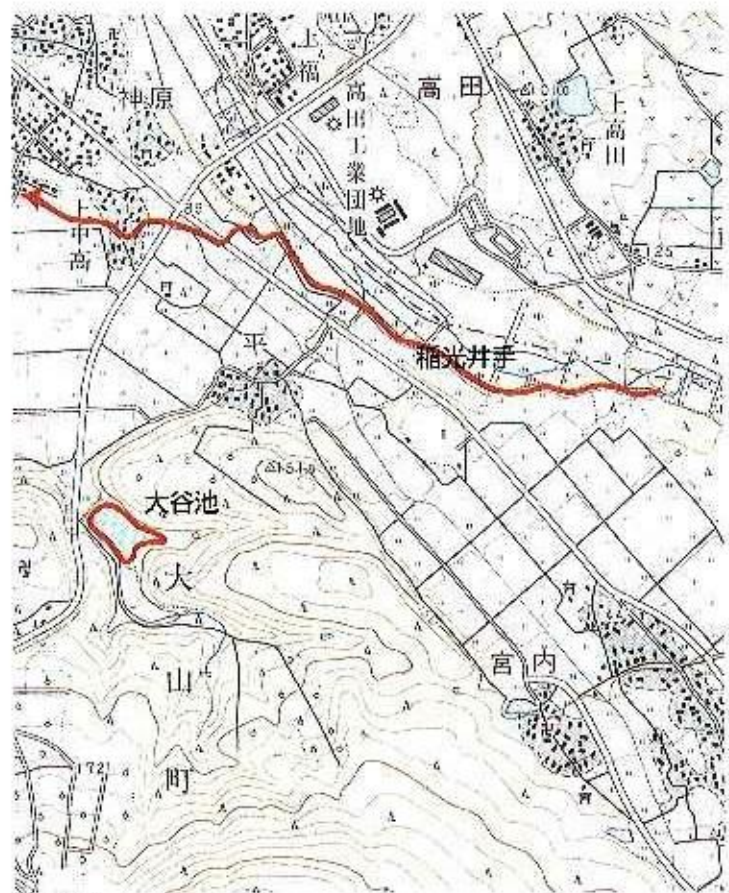 上福
神原
高田
高田工業団地
上高田
上中高
平
稲光井手
大谷池
大山町
宮内
172